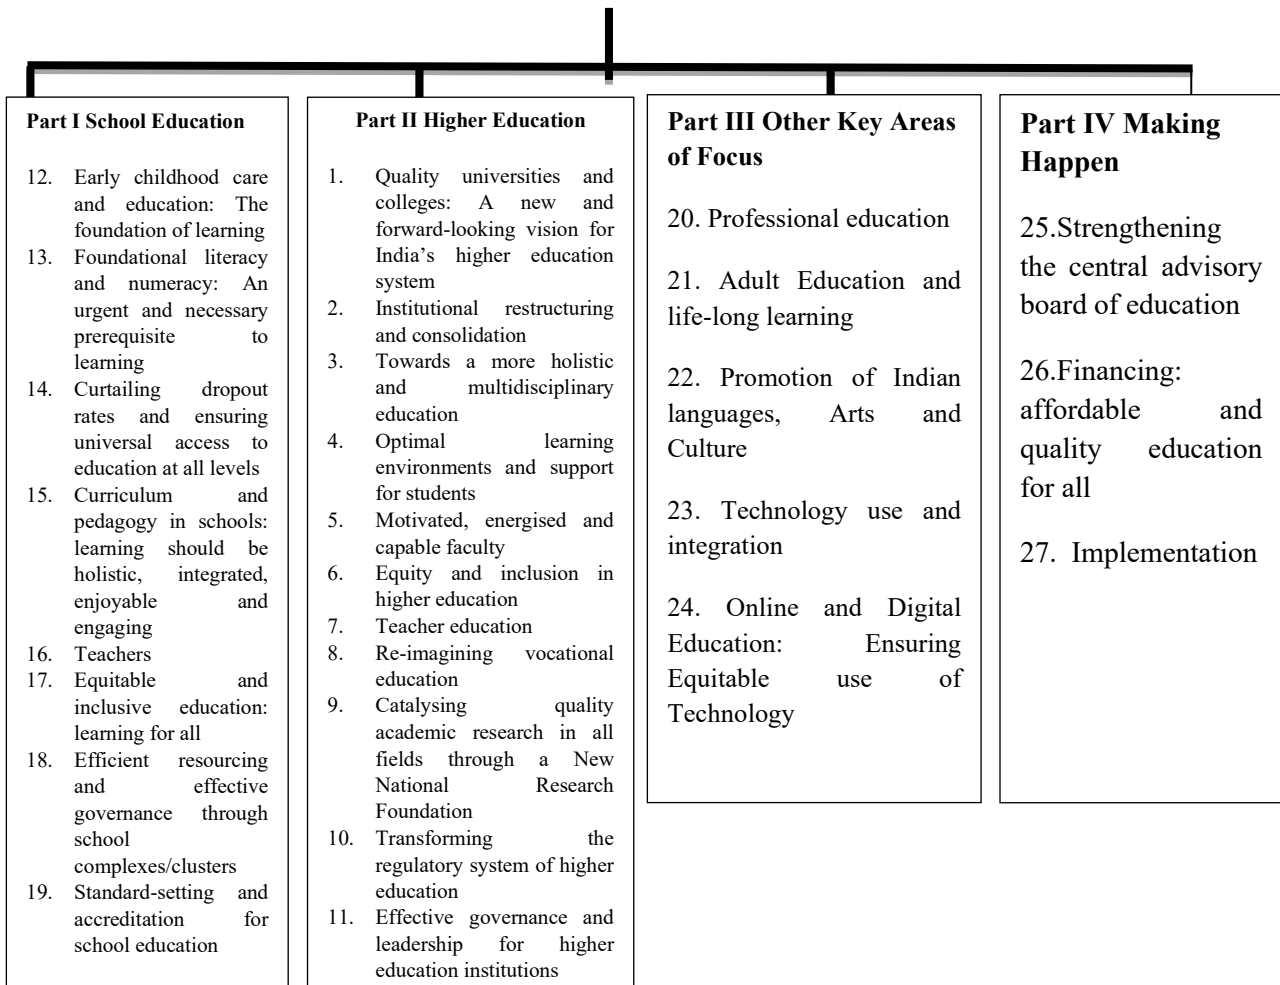 Part I School Education
12. Early childhood care
and education: The
foundation of learning
13. Foundational literacy
and numeracy: An
urgent and necessary
prerequisite to
learning
14. Curtailing dropout
rates and ensuring
universal access to
education at all levels
15. Curriculum and
pedagogy in schools:
learning should be
holistic, integrated,
enjoyable and
engaging
16. Teachers
17. Equitable and
inclusive education:
learning for all
18. Efficient resourcing
and effective
governance through
school
complexes/clusters
19. Standard-setting and
accreditation for
school education
Part II Higher Education
1. Quality universities and
colleges: A new and
forward-looking vision for
India’s higher education
system
2. Institutional restructuring
and consolidation
3. Towards a more holistic
and multidisciplinary
education
4. Optimal learning
environments and support
for students
5. Motivated, energised and
capable faculty
6. Equity and inclusion in
higher education
7. Teacher education
8. Re-imagining vocational
education
9. Catalysing quality
academic research in all
fields through a New
National Research
Foundation
10. Transforming the
regulatory system of higher
education
11. Effective governance and
leadership for higher
education institutions
Part III Other Key Areas
of Focus
20. Professional education
21. Adult Education and
life-long learning
22. Promotion of Indian
languages, Arts and
Culture
23. Technology use and
integration
24. Online and Digital
Education: Ensuring
Equitable use of
Technology
Part IV Making
Happen
25.Strengthening
the central advisory
board of education
26.Financing:
affordable and
quality education
for all
27. Implementation